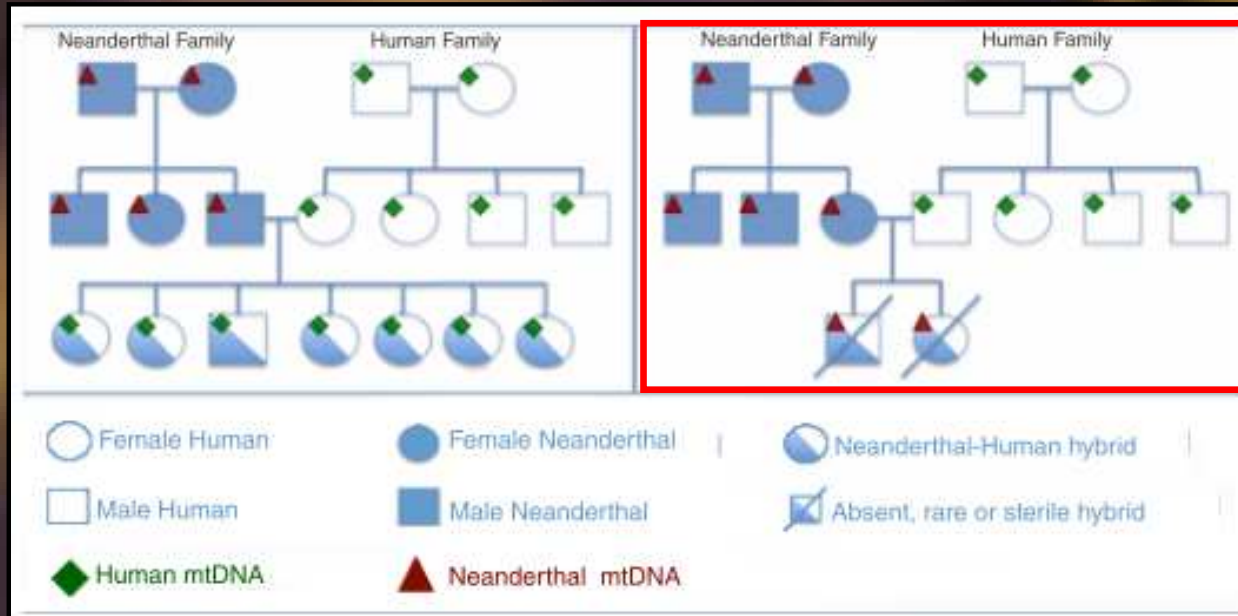 Neanderthal Family Human Family Neanderthal Family Human Family
Female Human Female Neanderthal Neanderthal-Human hybrid
Male Human Male Neanderthal Absent, rare or sterile hybrid
Human mtDNA Neanderthal mtDNA